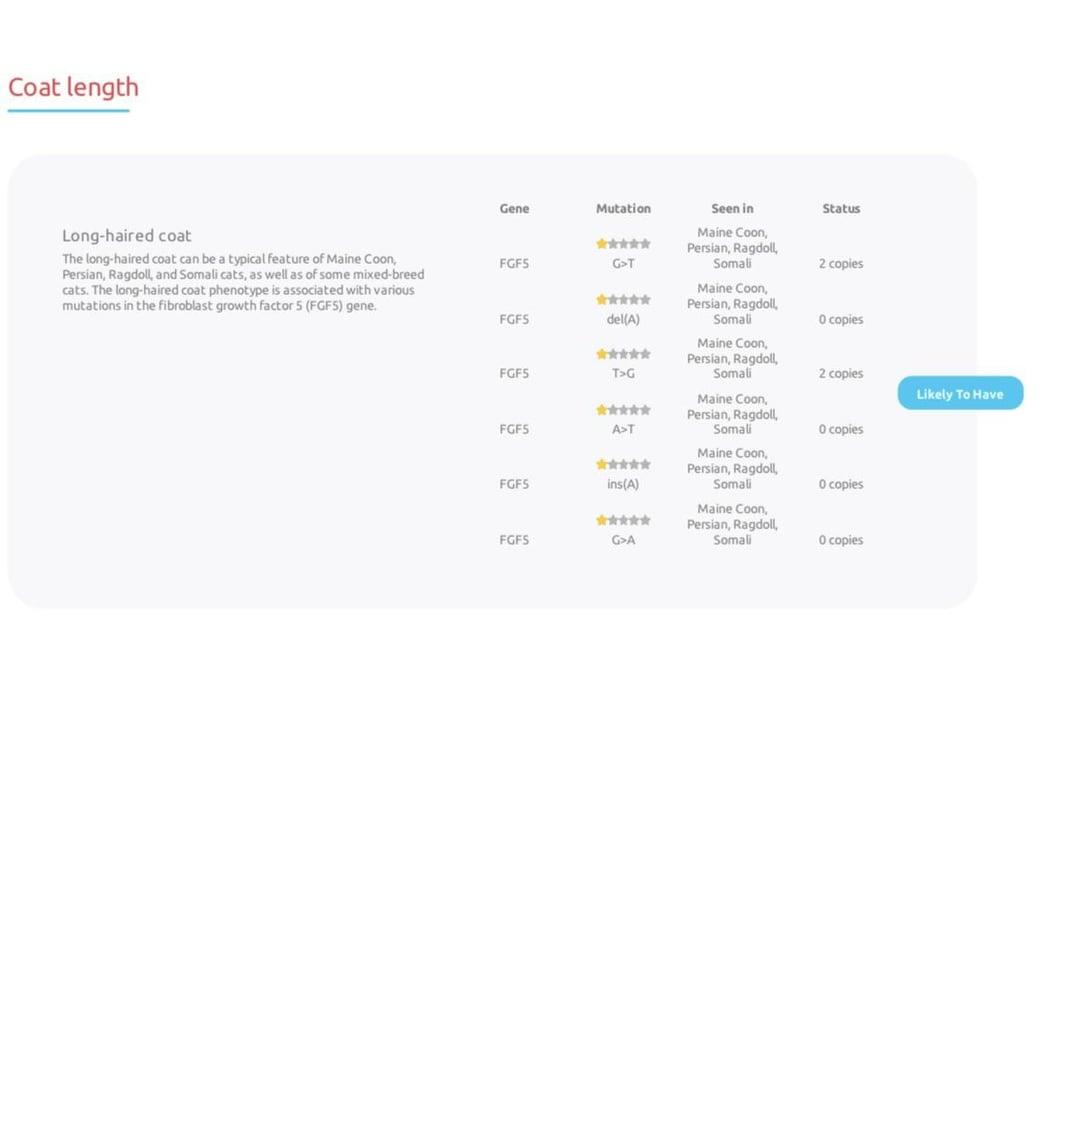 Coat length
Gene Mutation Seen in Status
Long-haired coat
The long-haired coat can be a typical feature of Maine Coon,
Persian, Ragdoll, and Somali cats, as well as of some mixed-breed
cats. The long-haired coat phenotype is associated with various
mutations in the fibroblast growth factor 5 (FGF5) gene.
Maine Coon,
Persian, Ragdoll,
FGF5 G>T Somali 2 copies
Maine Coon,
Persian, Ragdoll,
FGF5 del(A) Somali 0 copies
Maine Coon,
Persian, Ragdoll,
FGF5 T>G Somali 2 copies
Likely To Have
Maine Coon,
Persian, Ragdoll,
FGF5 A>T Somali 0 copies
Maine Coon,
Persian, Ragdoll,
FGF5 ins(A) Somali 0 copies
Maine Coon,
Persian, Ragdoll,
FGF5 G>A Somali 0 copies